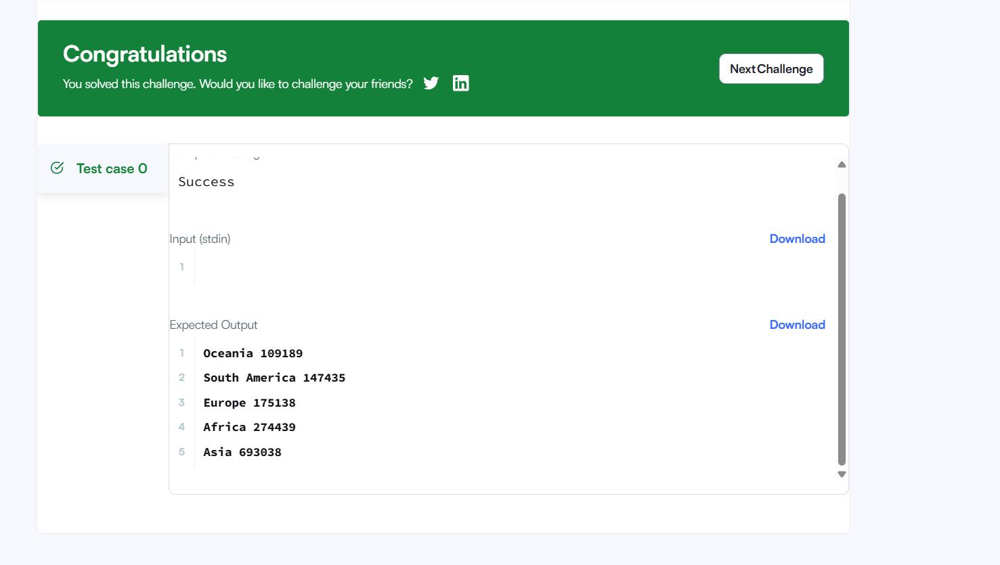 Congratulations
You solved this challenge. Would you like to challenge your friends?
Next Challenge
Test case 0
Success
Input (stdin)
Download
1
Expected Output
Download
1 Oceania 109189
2 South America 147435
3 Europe 175138
4 Africa 274439
5 Asia 693038